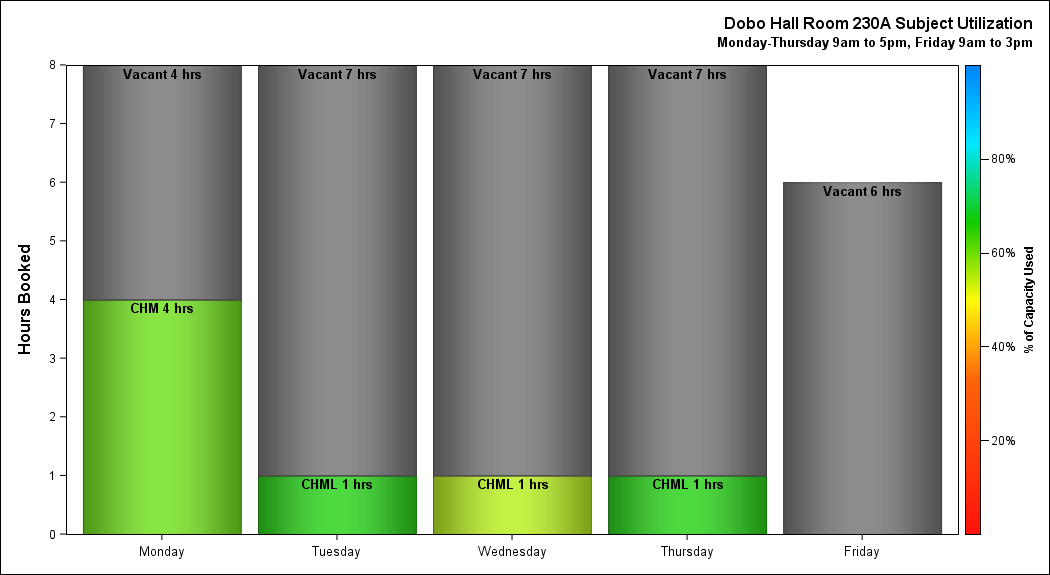 Dobo Hall Room 230A Subject Utilization
Monday-Thursday 9am to 5pm, Friday 9am to 3pm
Hours Booked
8
7
6
5
4
3
2
1
0
Vacant 4 hrs
CHM 4 hrs
Vacant 7 hrs
CHML 1 hrs
Vacant 7 hrs
CHML 1 hrs
Vacant 7 hrs
CHML 1 hrs
Vacant 6 hrs
Monday
Tuesday
Wednesday
Thursday
Friday
80%
60%
40%
20%
% of Capacity Used